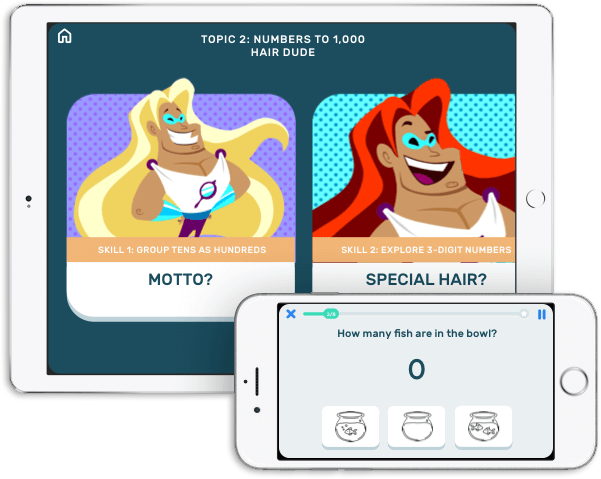 TOPIC 2: NUMBERS TO 1,000
HAIR DUDE
SKILL 1: GROUP TENS AS HUNDREDS
MOTTO?
SKILL 2: EXPLORE 3-DIGIT NUMBERS
SPECIAL HAIR?
How many fish are in the bowl?
0